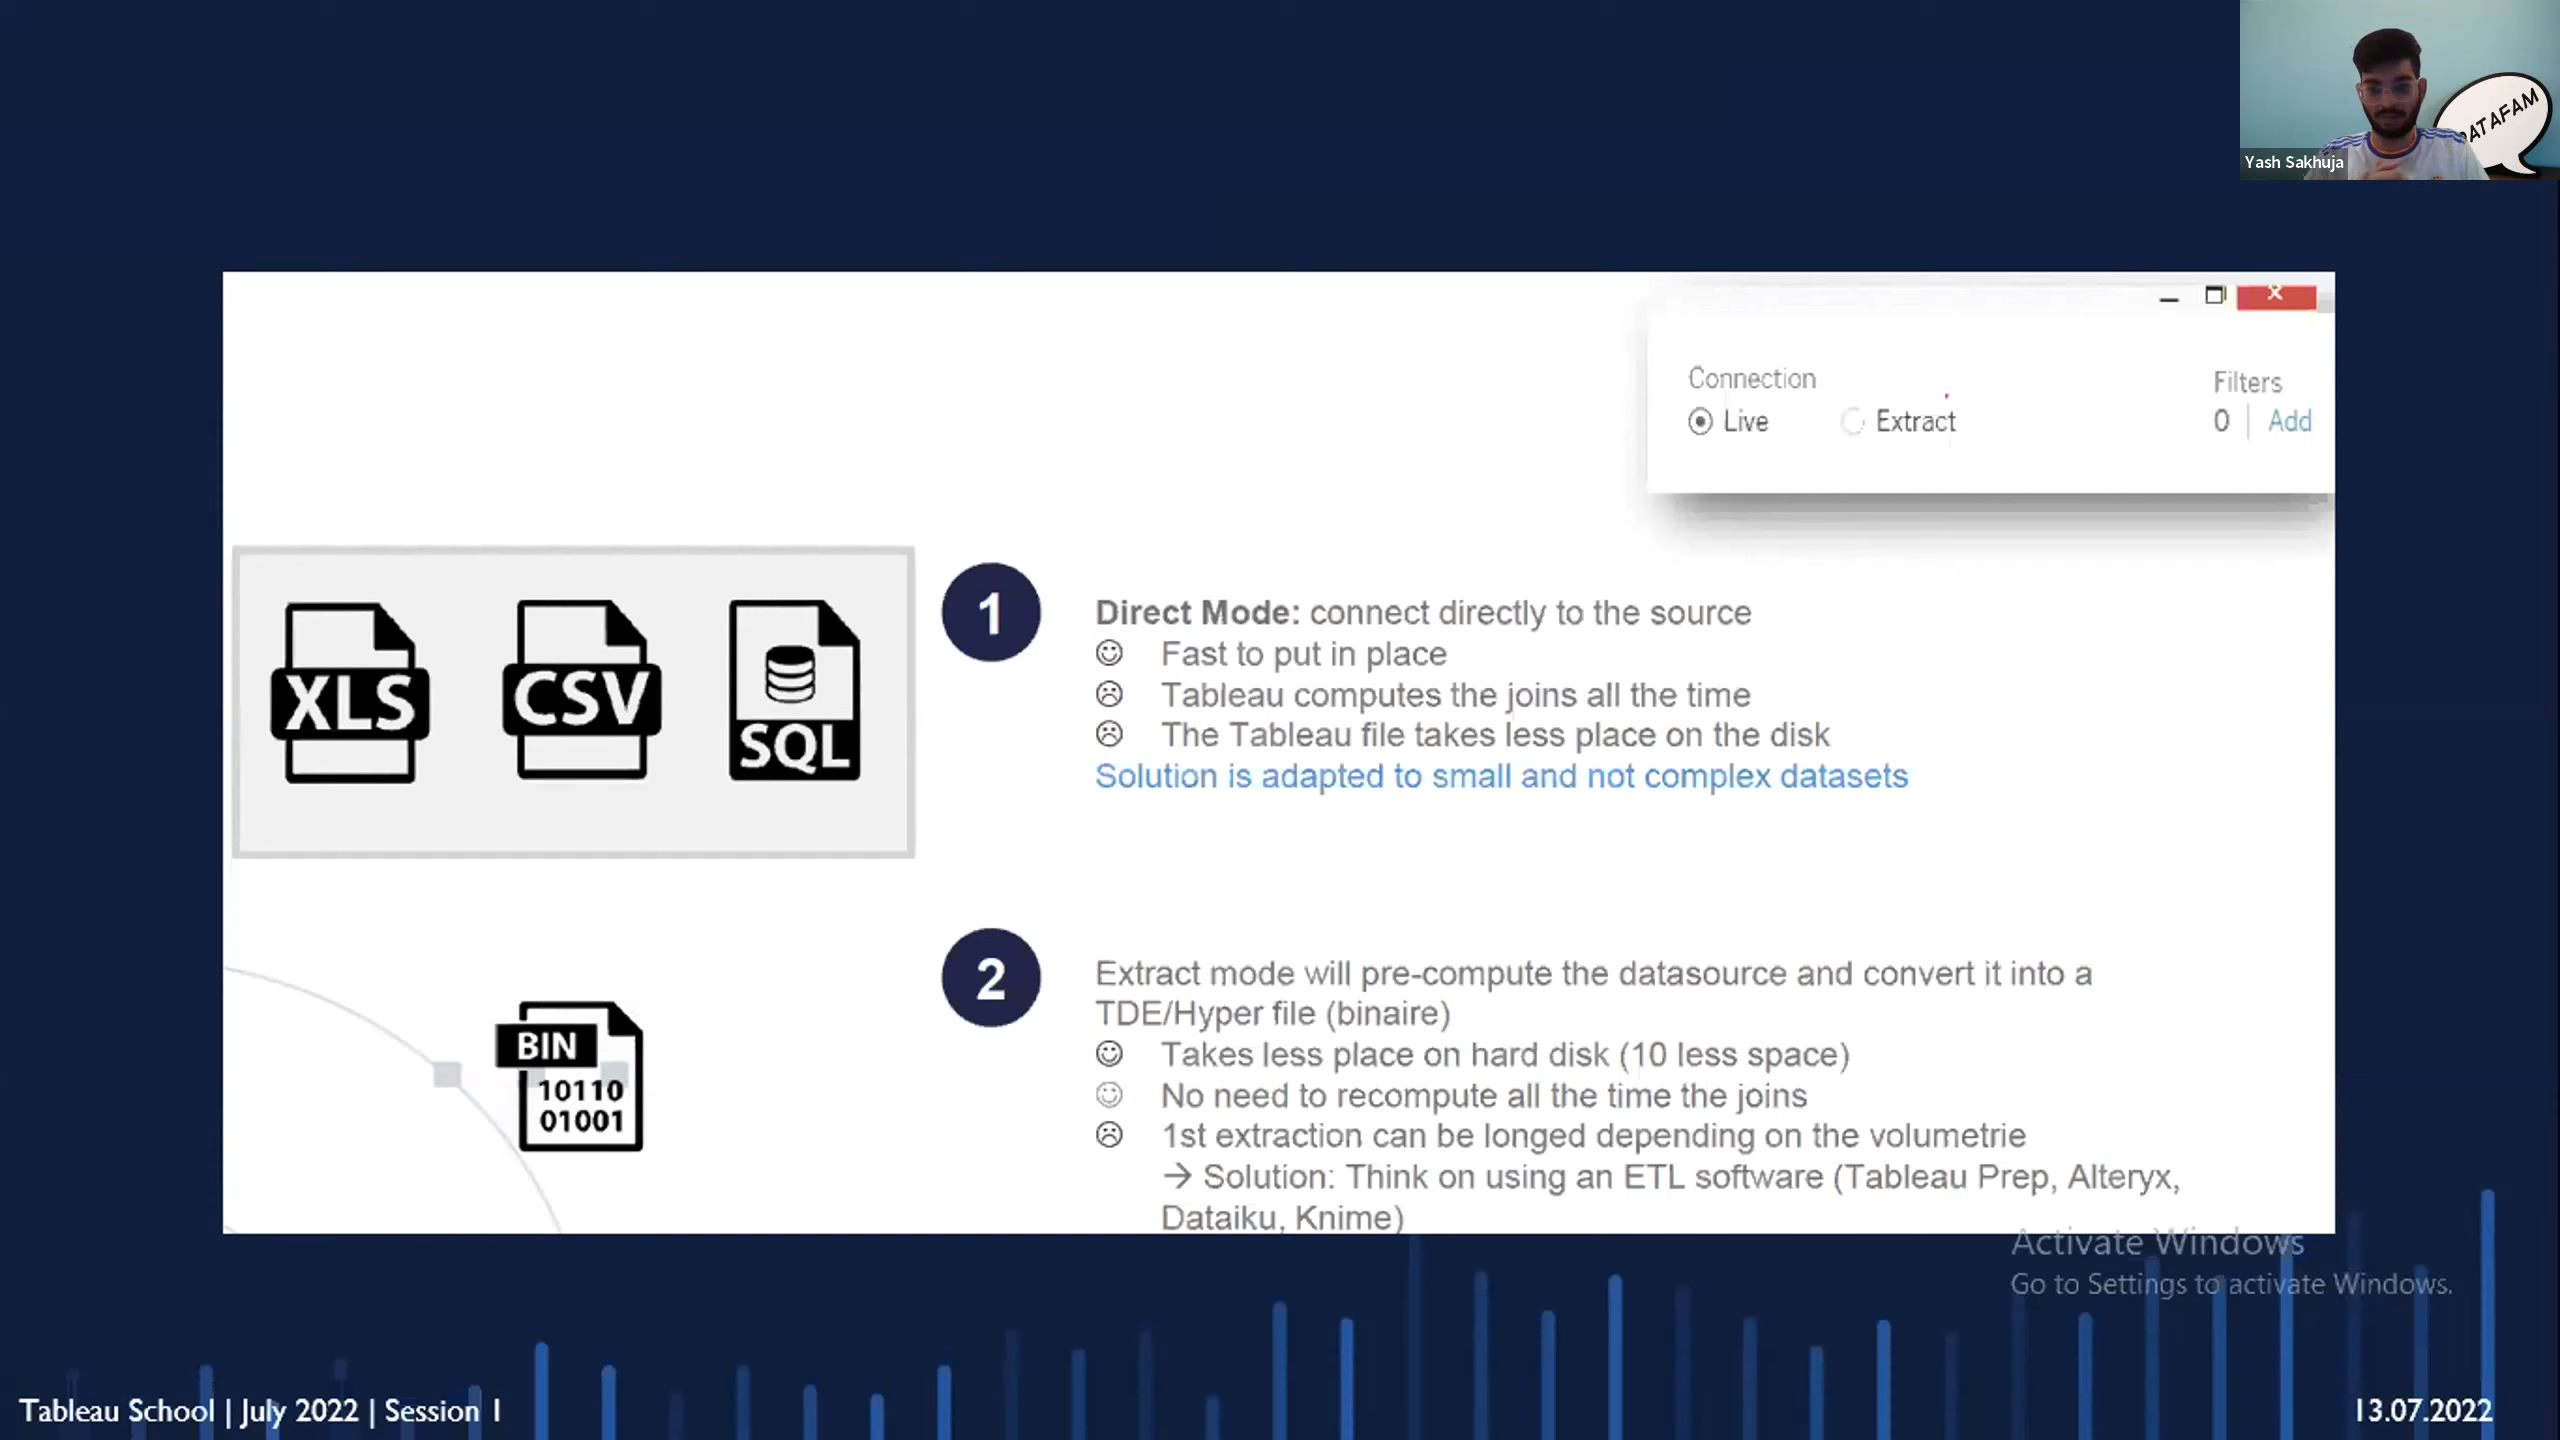 DATAFAM
Yash Sakhuja
Connection
Filters
Live
Extract
0 | Add
XLS
CSV
SQL
1
Direct Mode: connect directly to the source
☺ Fast to put in place
☹ Tableau computes the joins all the time
☹ The Tableau file takes less place on the disk
Solution is adapted to small and not complex datasets
BIN
10110
01001
2
Extract mode will pre-compute the datasource and convert it into a
TDE/Hyper file (binaire)
☺ Takes less place on hard disk (10 less space)
☺ No need to recompute all the time the joins
☹ 1st extraction can be longed depending on the volumetrie
→ Solution: Think on using an ETL software (Tableau Prep, Alteryx,
Dataiku, Knime)
Activate Windows
Go to Settings to activate Windows.
Tableau School | July 2022 | Session 1
13.07.2022